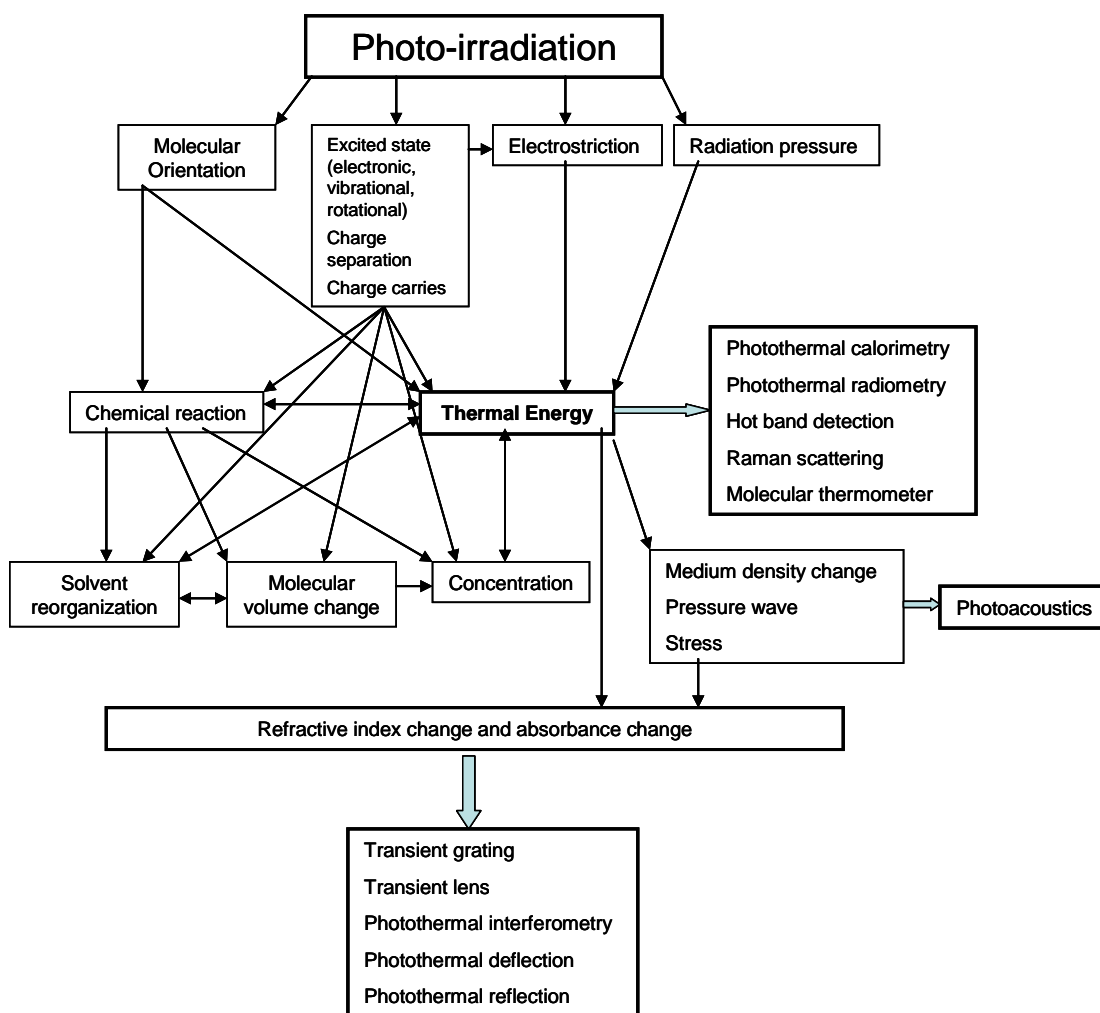 Photo-irradiation
Molecular
Orientation
Excited state
(electronic,
vibrational,
rotational)
Charge
separation
Charge carries
Electrostriction
Radiation pressure
Photothermal calorimetry
Photothermal radiometry
Hot band detection
Raman scattering
Molecular thermometer
Chemical reaction
Thermal Energy
Solvent
reorganization
Molecular
volume change
Concentration
Medium density change
Pressure wave
Stress
Photoacoustics
Refractive index change and absorbance change
Transient grating
Transient lens
Photothermal interferometry
Photothermal deflection
Photothermal reflection